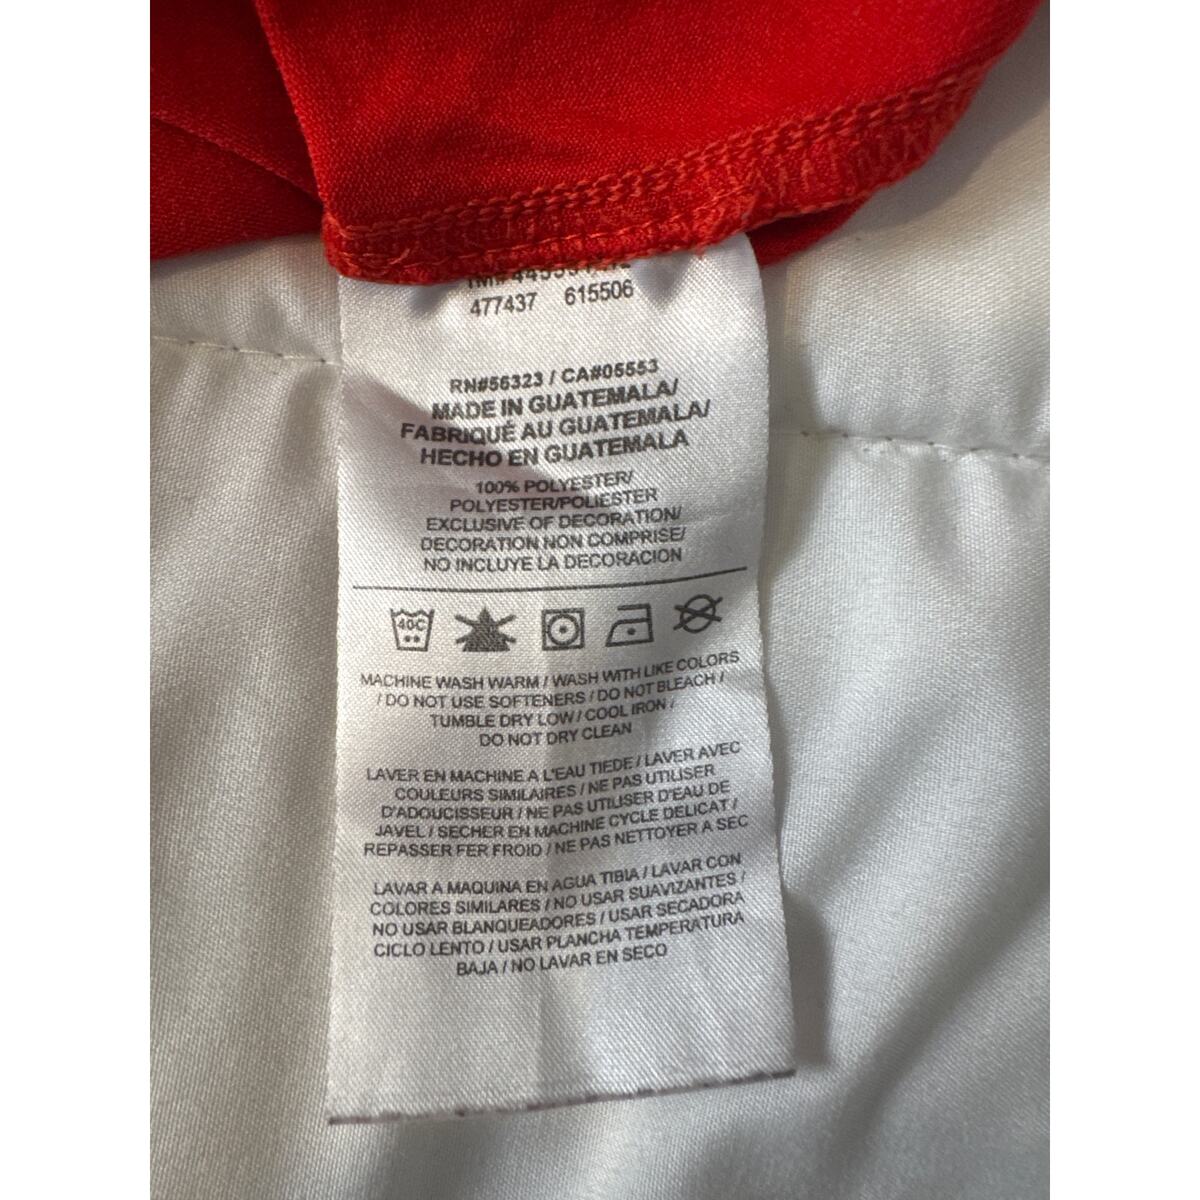 477437 615506
RN#56323 / CA#05553
MADE IN GUATEMALA/
FABRIQUÉ AU GUATEMALA/
HECHO EN GUATEMALA
100% POLYESTER/
POLYESTER/POLIESTER
EXCLUSIVE OF DECORATION/
DECORATION NON COMPRISE/
NO INCLUYE LA DECORACION
40C
MACHINE WASH WARM / WASH WITH LIKE COLORS
/ DO NOT USE SOFTENERS / DO NOT BLEACH /
TUMBLE DRY LOW / COOL IRON /
DO NOT DRY CLEAN
LAVER EN MACHINE A L'EAU TIEDE / LAVER AVEC
COULEURS SIMILAIRES / NE PAS UTILISER
D'ADOUCISSEUR / NE PAS UTILISER D'EAU DE
JAVEL / SECHER EN MACHINE CYCLE DELICAT /
REPASSER FER FROID / NE PAS NETTOYER A SEC
LAVAR A MAQUINA EN AGUA TIBIA / LAVAR CON
COLORES SIMILARES / NO USAR SUAVIZANTES /
NO USAR BLANQUEADORES / USAR SECADORA
CICLO LENTO / USAR PLANCHA TEMPERATURA
BAJA / NO LAVAR EN SECO